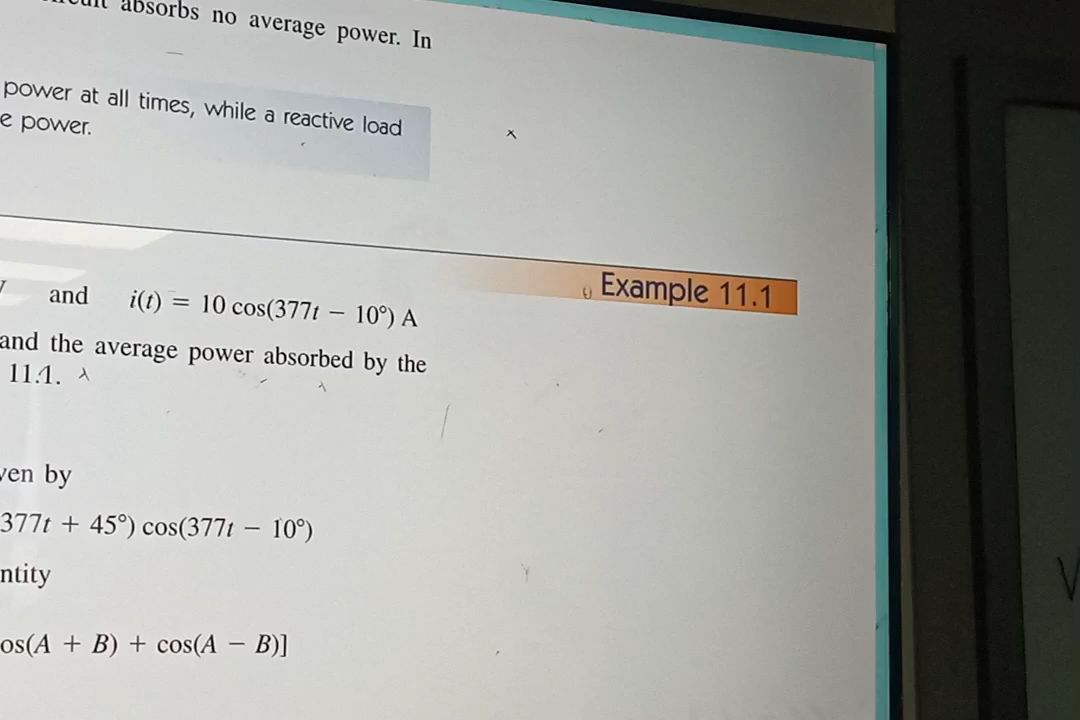 absorbs no average power. In
power at all times, while a reactive load
e power.
Example 11.1
and i(t) = 10 cos(377t − 10°) A
and the average power absorbed by the
11.1.
ven by
377t + 45°) cos(377t − 10°)
ntity
os(A + B) + cos(A − B)]